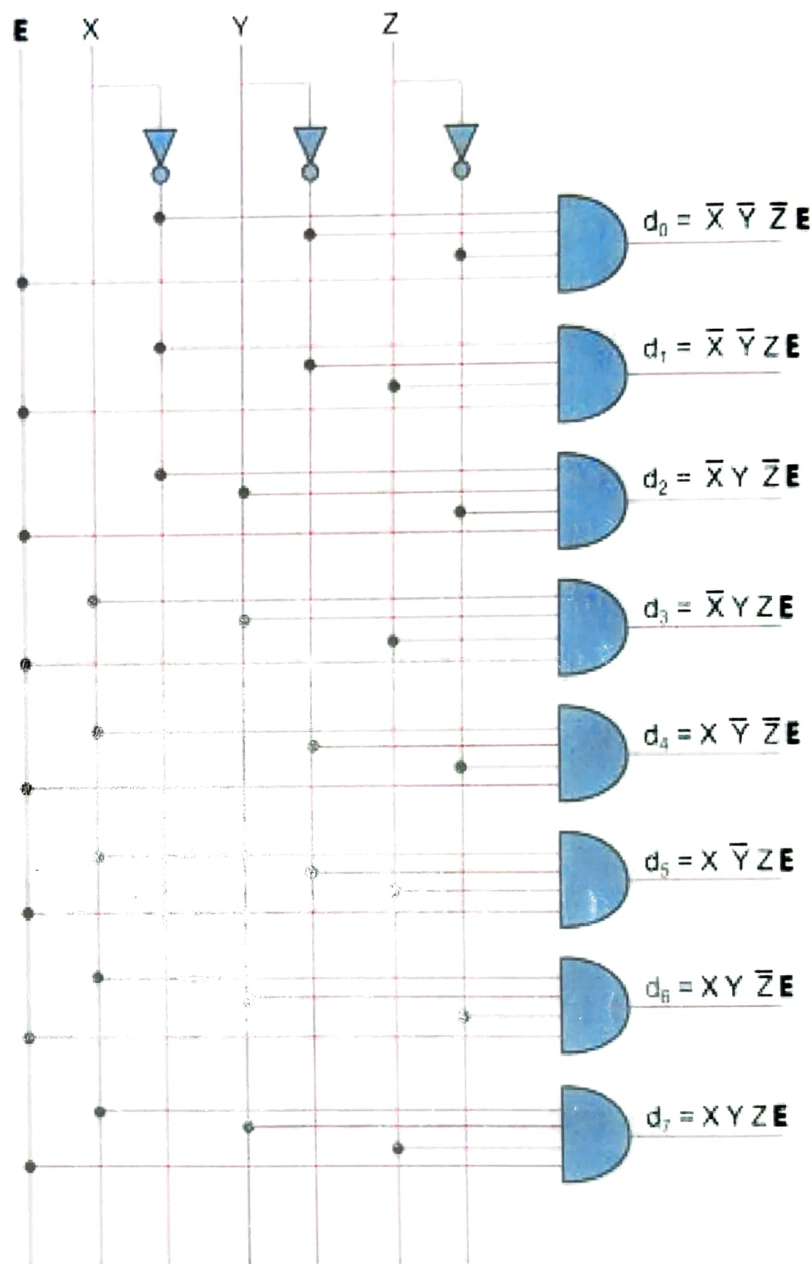 E X Y Z
d₀ = X̅ Y̅ Z̅ E
d₁ = X̅ Y̅ Z E
d₂ = X̅ Y Z̅ E
d₃ = X̅ Y Z E
d₄ = X Y̅ Z̅ E
d₅ = X Y̅ Z E
d₆ = X Y Z̅ E
d₇ = X Y Z E